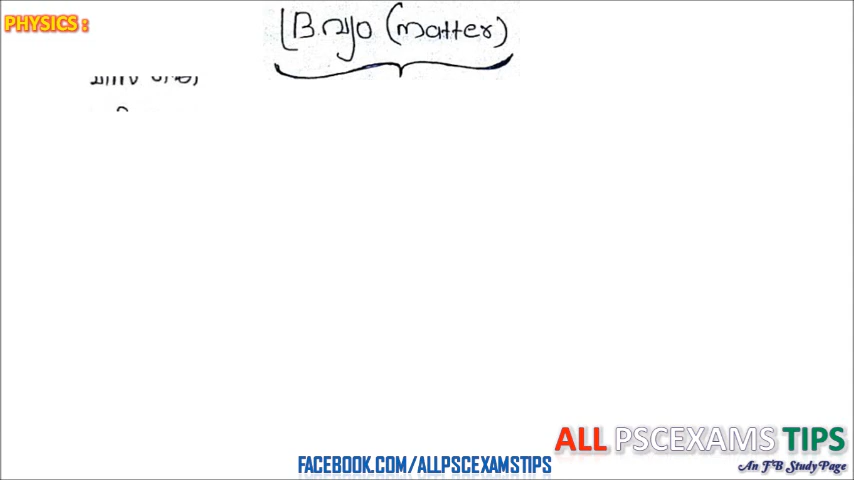 PHYSICS :
ദ്രവ്യം (matter)
ALL PSCEXAMS TIPS
An FB Study Page
FACEBOOK.COM/ALLPSCEXAMSTIPS